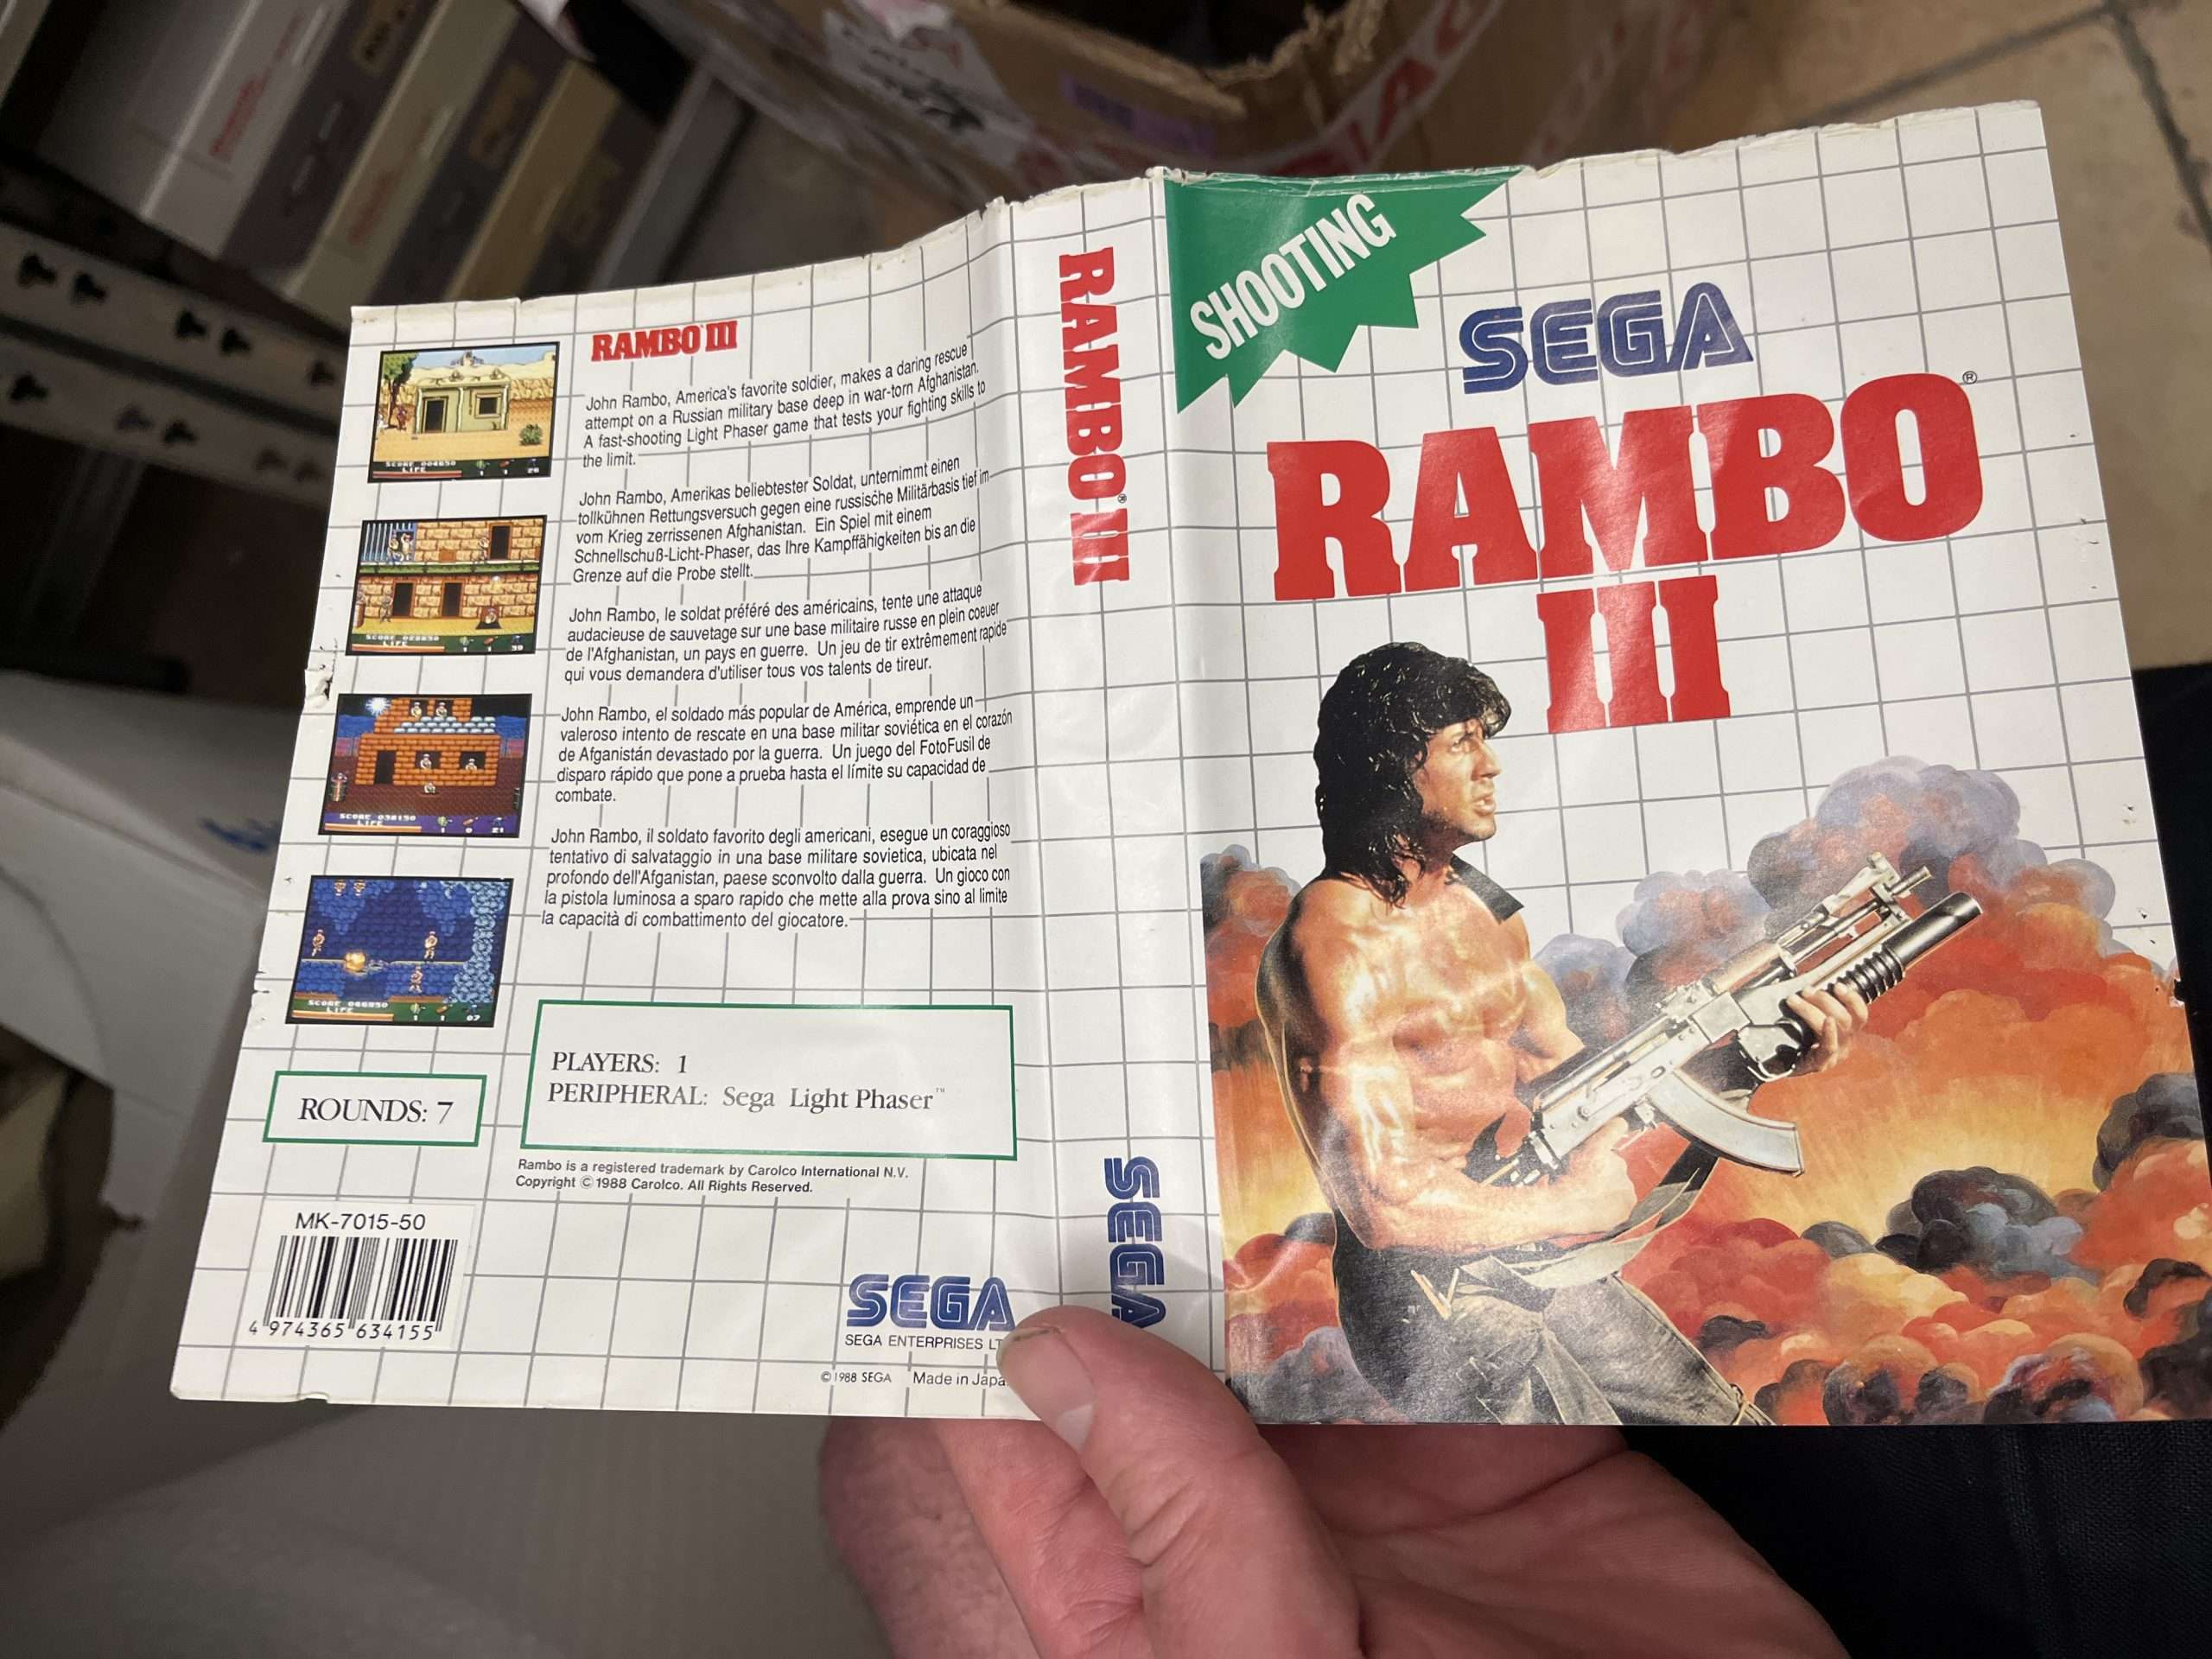 RAMBO III
John Rambo, America's favorite soldier, makes a daring rescue
attempt on a Russian military base deep in war-torn Afghanistan.
A fast-shooting Light Phaser game that tests your fighting skills to
the limit.
John Rambo, Amerikas beliebtester Soldat, unternimmt einen
tollkühnen Rettungsversuch gegen eine russische Militärbasis tief im
vom Krieg zerrissenen Afghanistan. Ein Spiel mit einem
Schnellschuß-Licht-Phaser, das Ihre Kampffähigkeiten bis an die
Grenze auf die Probe stellt.
John Rambo, le soldat préféré des américains, tente une attaque
audacieuse de sauvetage sur une base militaire russe en plein coeuer
de l'Afghanistan, un pays en guerre. Un jeu de tir extrêmement rapide
qui vous demandera d'utiliser tous vos talents de tireur.
John Rambo, el soldado más popular de América, emprende un
valeroso intento de rescate en una base militar soviética en el corazón
de Afganistán devastado por la guerra. Un juego del FotoFusil de
disparo rápido que pone a prueba hasta el límite su capacidad de
combate.
John Rambo, il soldato favorito degli americani, esegue un coraggioso
tentativo di salvataggio in una base militare sovietica, ubicata nel
profondo dell'Afganistan, paese sconvolto dalla guerra. Un gioco con
la pistola luminosa a sparo rapido che mette alla prova sino al limite
la capacità di combattimento del giocatore.
SCORE
LIFE
SCORE
LIFE
SCORE 038150
LIFE
SCORE
LIFE
ROUNDS: 7
PLAYERS: 1
PERIPHERAL: Sega Light Phaser™
Rambo is a registered trademark by Carolco International N.V.
Copyright © 1988 Carolco. All Rights Reserved.
MK-7015-50
4 974365 634155
SEGA
SEGA ENTERPRISES LT
© 1988 SEGA Made in Japa
RAMBO® III
SEGA
SHOOTING
SEGA
RAMBO®
III